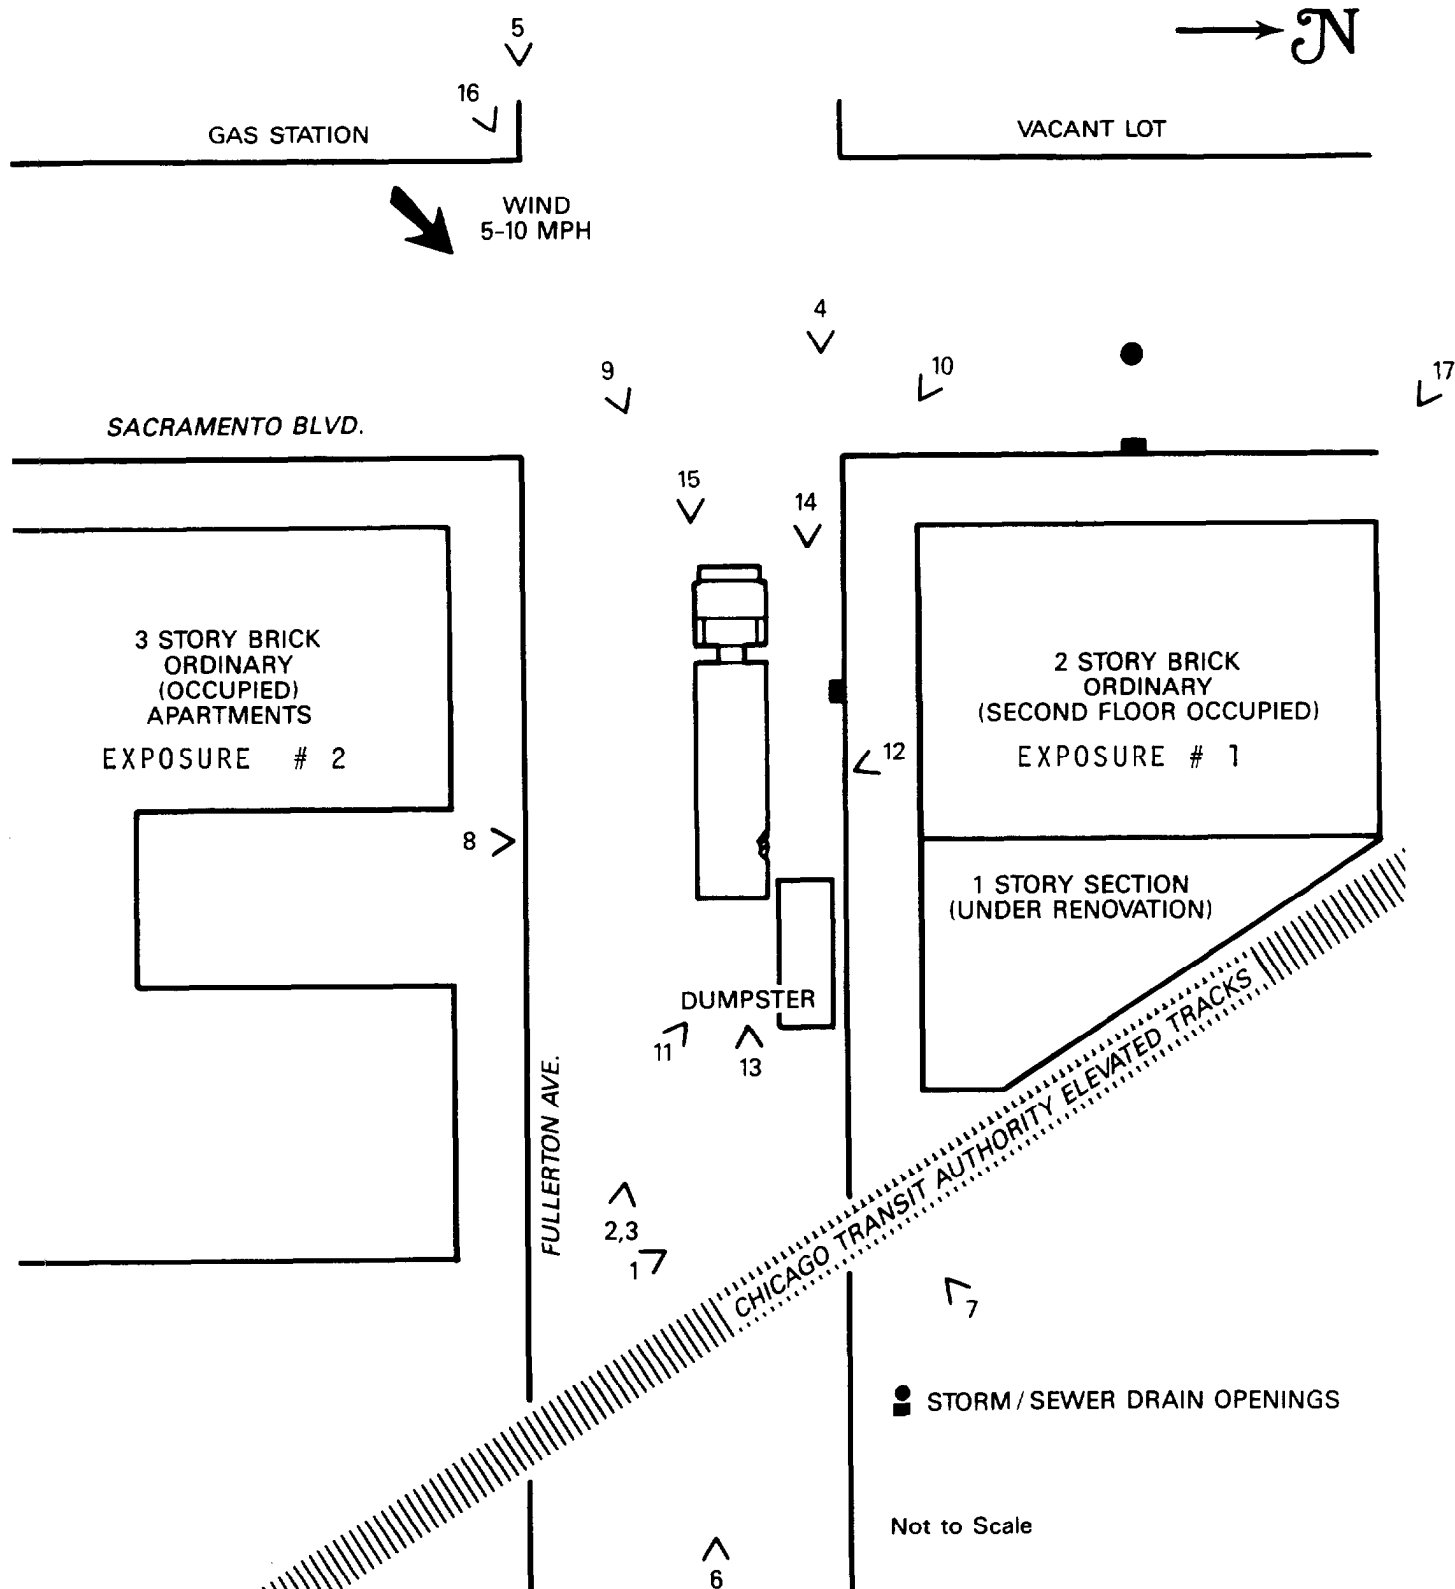 N
5
16
GAS STATION
VACANT LOT
WIND
5-10 MPH
4
9
10
17
SACRAMENTO BLVD.
15
14
3 STORY BRICK
ORDINARY
(OCCUPIED)
APARTMENTS
EXPOSURE # 2
2 STORY BRICK
ORDINARY
(SECOND FLOOR OCCUPIED)
EXPOSURE # 1
12
8
1 STORY SECTION
(UNDER RENOVATION)
DUMPSTER
11
13
FULLERTON AVE.
CHICAGO TRANSIT AUTHORITY ELEVATED TRACKS
2,3
1
7
STORM/SEWER DRAIN OPENINGS
Not to Scale
6